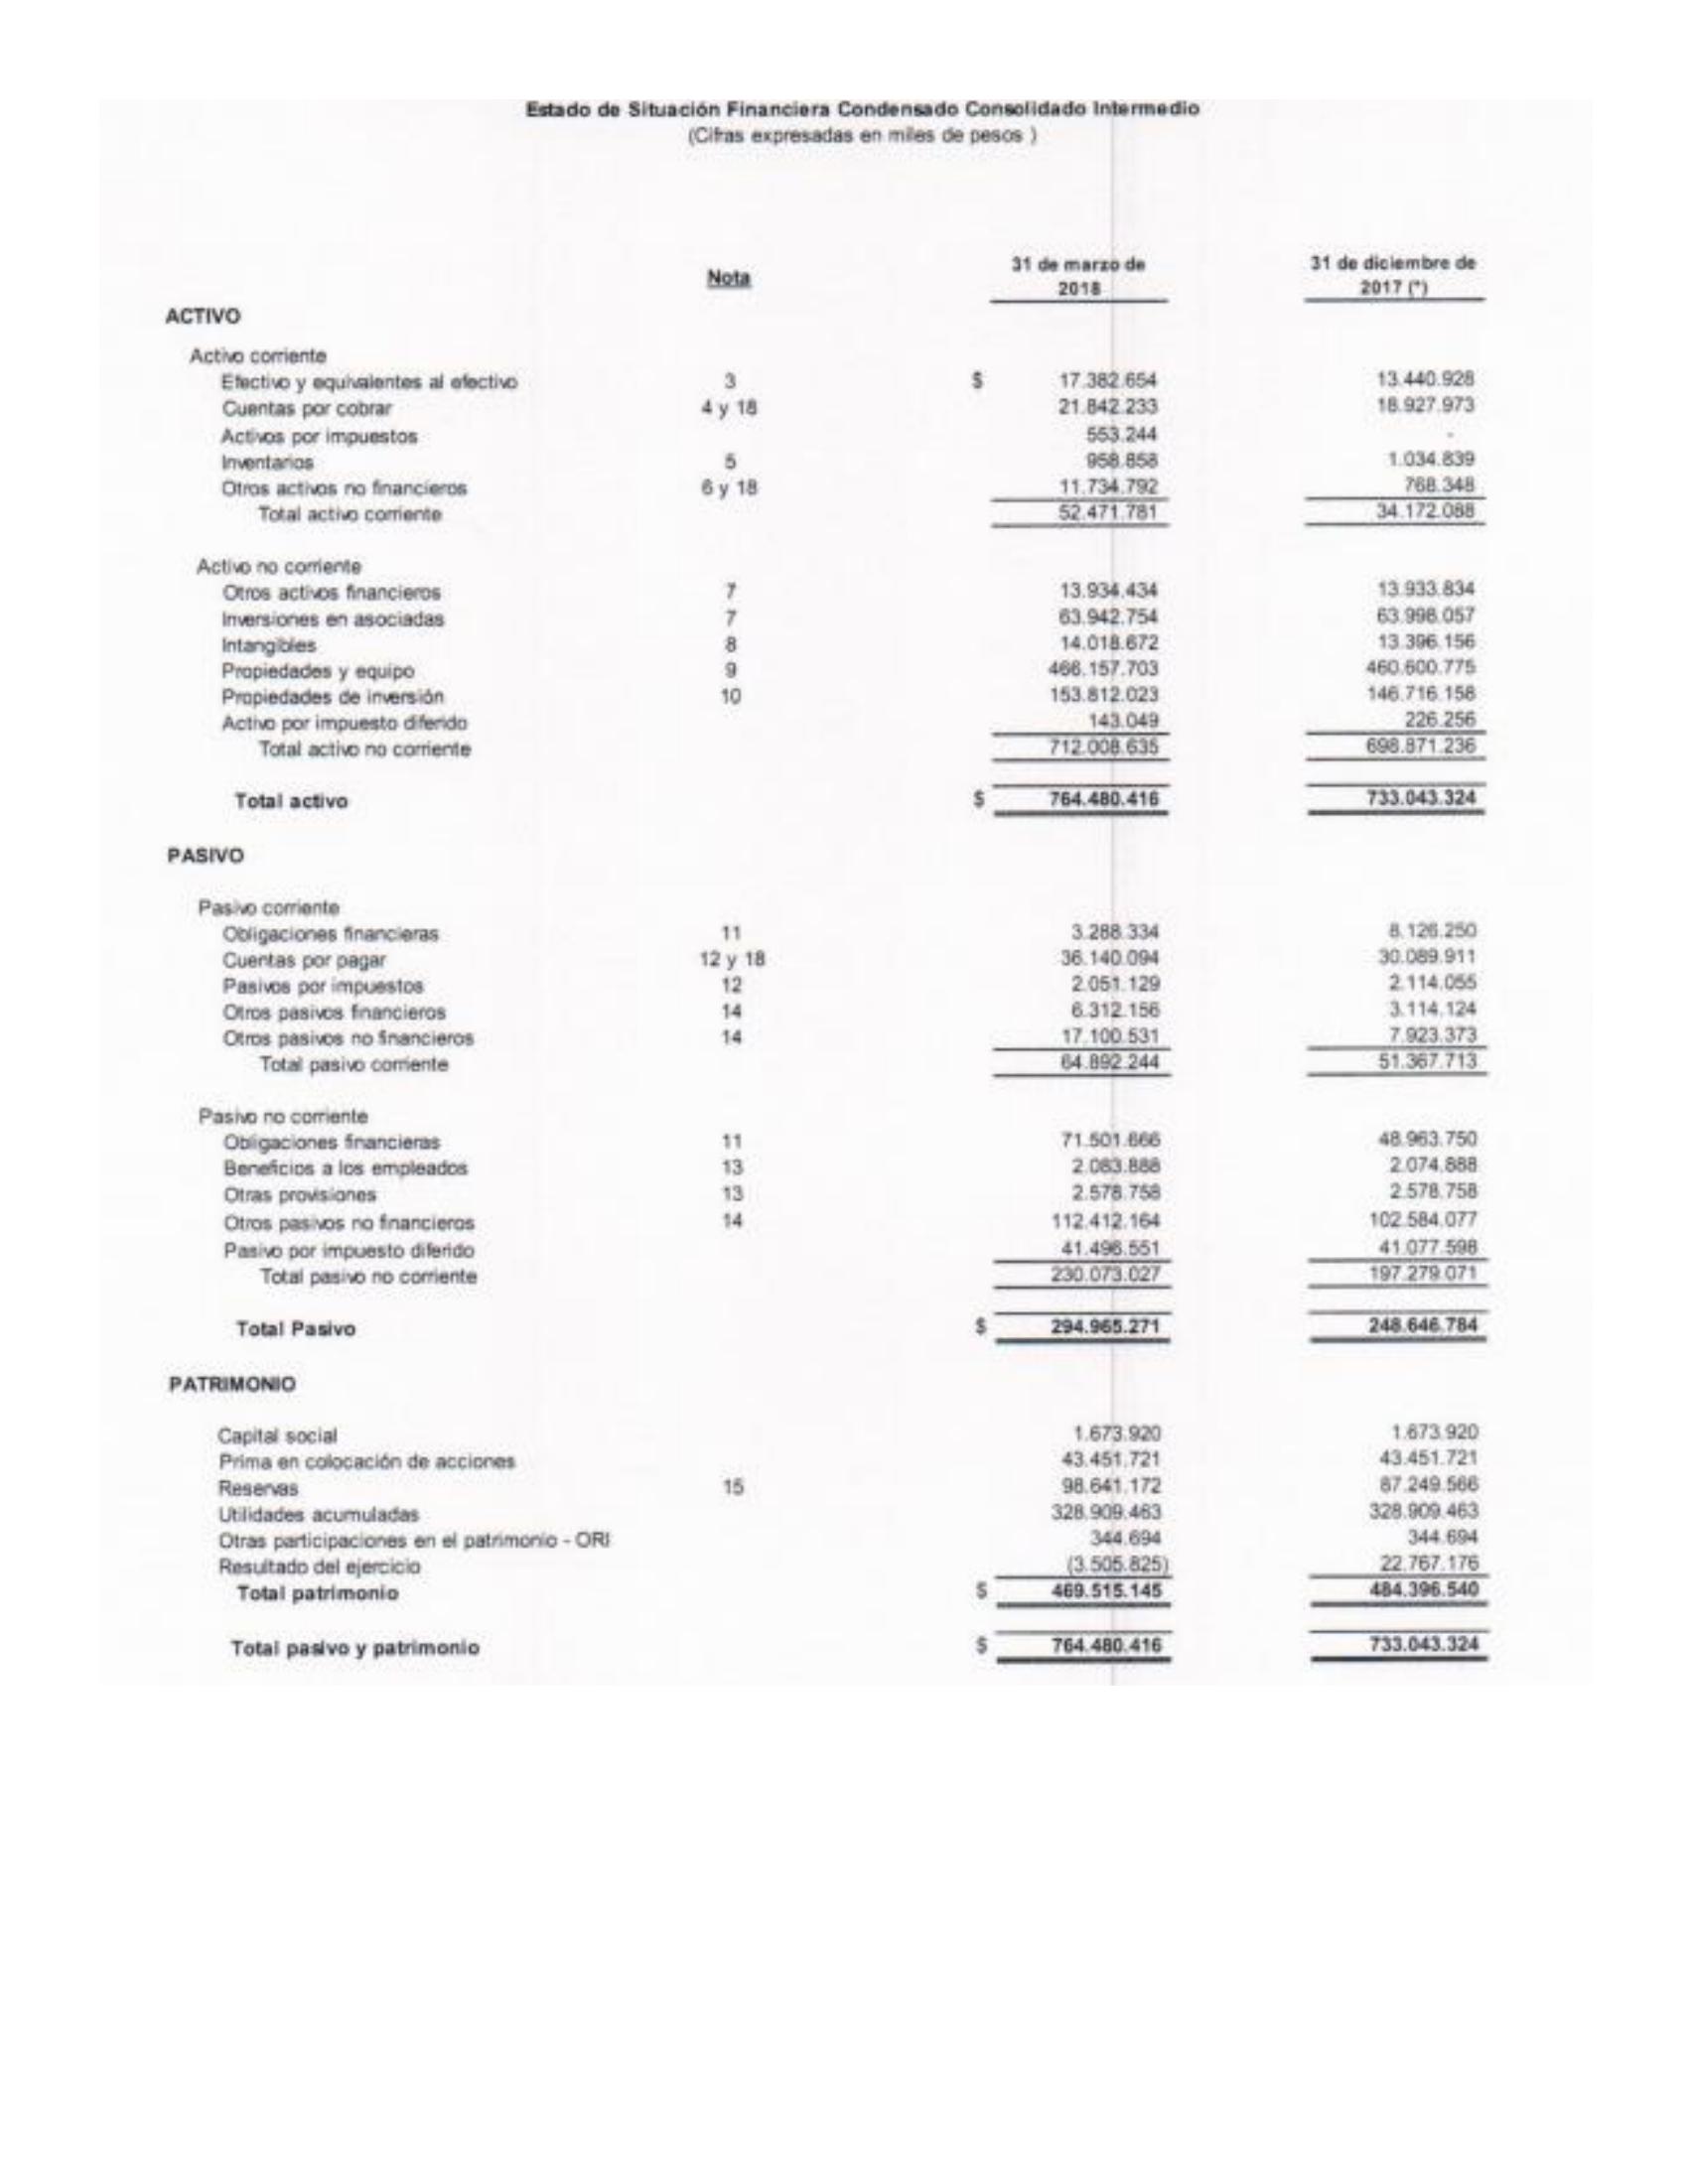 Estado de Situación Financiera Condensado Consolidado Intermedio
(Cifras expresadas en miles de pesos )
Nota 31 de marzo de 2018 31 de diciembre de 2017 (*)
ACTIVO
Activo corriente
Efectivo y equivalentes al efectivo 3 $ 17.382.654 13.440.928
Cuentas por cobrar 4 y 18 21.842.233 18.927.973
Activos por impuestos 553.244 -
Inventarios 5 958.858 1.034.839
Otros activos no financieros 6 y 18 11.734.792 768.348
Total activo corriente 52.471.781 34.172.088
Activo no corriente
Otros activos financieros 7 13.934.434 13.933.834
Inversiones en asociadas 7 63.942.754 63.998.057
Intangibles 8 14.018.672 13.396.156
Propiedades y equipo 9 466.157.703 460.600.775
Propiedades de inversión 10 153.812.023 146.716.158
Activo por impuesto diferido 143.049 226.256
Total activo no corriente 712.008.635 698.871.236
Total activo $ 764.480.416 733.043.324
PASIVO
Pasivo corriente
Obligaciones financieras 11 3.288.334 8.126.250
Cuentas por pagar 12 y 18 36.140.094 30.089.911
Pasivos por impuestos 12 2.051.129 2.114.055
Otros pasivos financieros 14 6.312.156 3.114.124
Otros pasivos no financieros 14 17.100.531 7.923.373
Total pasivo corriente 64.892.244 51.367.713
Pasivo no corriente
Obligaciones financieras 11 71.501.666 48.963.750
Beneficios a los empleados 13 2.083.888 2.074.888
Otras provisiones 13 2.578.758 2.578.758
Otros pasivos no financieros 14 112.412.164 102.584.077
Pasivo por impuesto diferido 41.496.551 41.077.598
Total pasivo no corriente 230.073.027 197.279.071
Total Pasivo $ 294.965.271 248.646.784
PATRIMONIO
Capital social 1.673.920 1.673.920
Prima en colocación de acciones 43.451.721 43.451.721
Reservas 15 98.641.172 87.249.566
Utilidades acumuladas 328.909.463 328.909.463
Otras participaciones en el patrimonio - ORI 344.694 344.694
Resultado del ejercicio (3.505.825) 22.767.176
Total patrimonio $ 469.515.145 484.396.540
Total pasivo y patrimonio $ 764.480.416 733.043.324